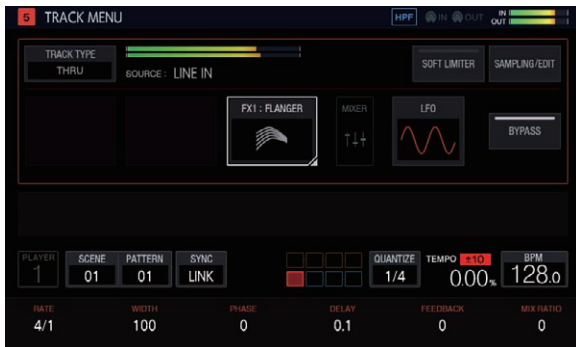 5 TRACK MENU HPF IN OUT IN OUT
TRACK TYPE
THRU
SOURCE: LINE IN
SOFT LIMITER
SAMPLING/EDIT
FX1 : FLANGER
MIXER
LFO
BYPASS
PLAYER
1
SCENE
01
PATTERN
01
SYNC
LINK
QUANTIZE
1/4
TEMPO ±10
0.00%
BPM
128.0
RATE WIDTH PHASE DELAY FEEDBACK MIX RATIO
4/1 100 0 0.1 0 0